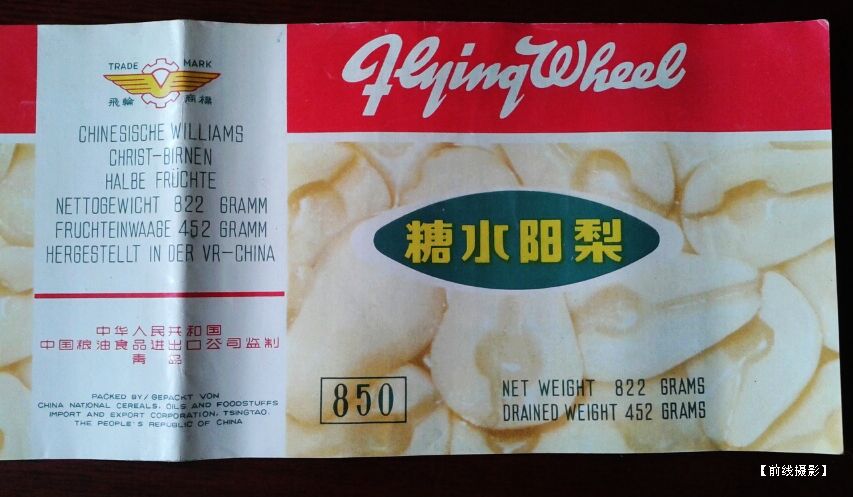 TRADE MARK
飛輪 商標
CHINESISCHE WILLIAMS
CHRIST-BIRNEN
HALBE FRÜCHTE
NETTOGEWICHT 822 GRAMM
FRUCHTEINWAAGE 452 GRAMM
HERGESTELLT IN DER VR-CHINA
中华人民共和国
中国粮油食品进出口公司监制
青岛
PACKED BY/GEPACKT VON
CHINA NATIONAL CEREALS, OILS AND FOODSTUFFS
IMPORT AND EXPORT CORPORATION, TSINGTAO.
THE PEOPLE'S REPUBLIC OF CHINA
Flying Wheel
糖水阳梨
850
NET WEIGHT 822 GRAMS
DRAINED WEIGHT 452 GRAMS
【前线摄影】